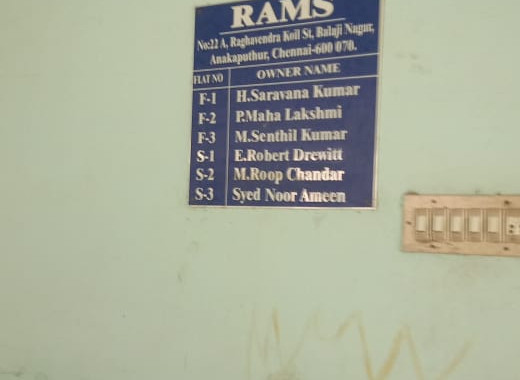 RAMS
No:22 A, Raghavendra Koil St, Balaji Nagar,
Anakaputhur, Chennai-600 070.
FLAT NO OWNER NAME
F-1 H.Saravana Kumar
F-2 P.Maha Lakshmi
F-3 M.Senthil Kumar
S-1 E.Robert Drewitt
S-2 M.Roop Chandar
S-3 Syed Noor Ameen